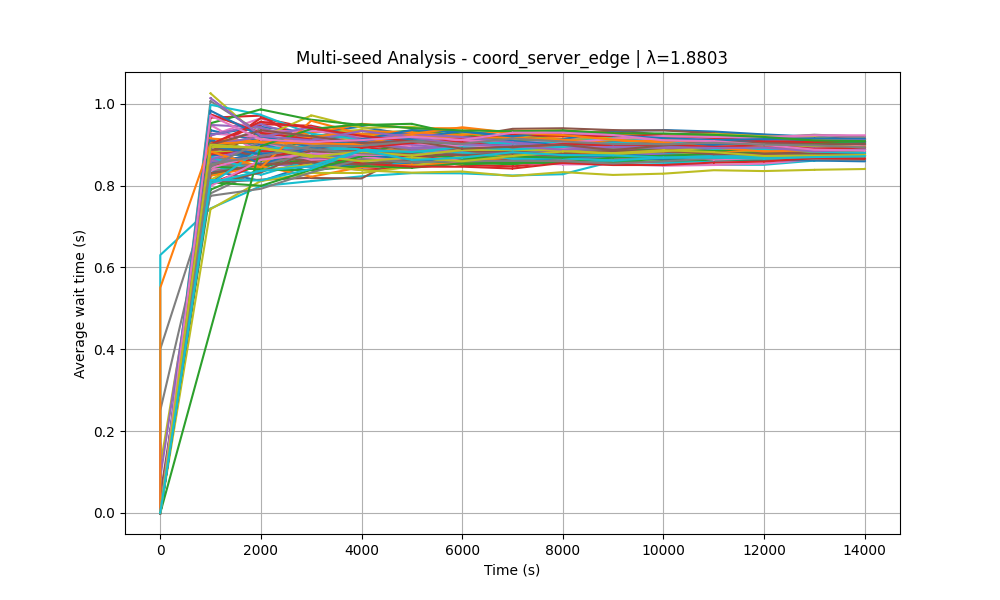 Multi-seed Analysis - coord_server_edge | λ=1.8803
1.0
0.8
0.6
0.4
0.2
0.0
Average wait time (s)
0 2000 4000 6000 8000 10000 12000 14000
Time (s)